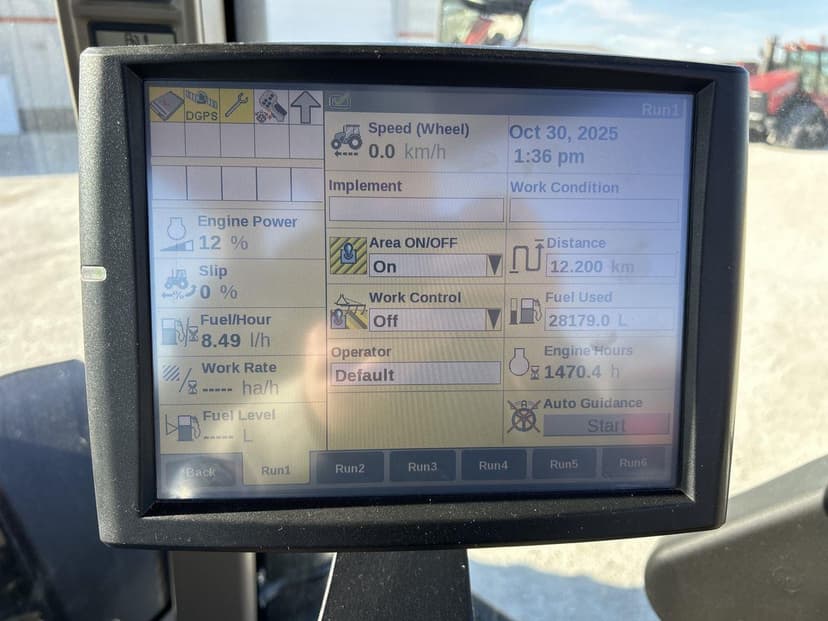 DGPS
Run1
Speed (Wheel)
0.0 km/h
Oct 30, 2025
1:36 pm
Implement
Work Condition
Engine Power
12 %
Area ON/OFF
On
Distance
12.200 km
Slip
0 %
Work Control
Off
Fuel Used
28179.0 L
Fuel/Hour
8.49 l/h
Operator
Default
Engine Hours
1470.4 h
Work Rate
----- ha/h
Auto Guidance
Start
Fuel Level
----- L
Back
Run1
Run2
Run3
Run4
Run5
Run6